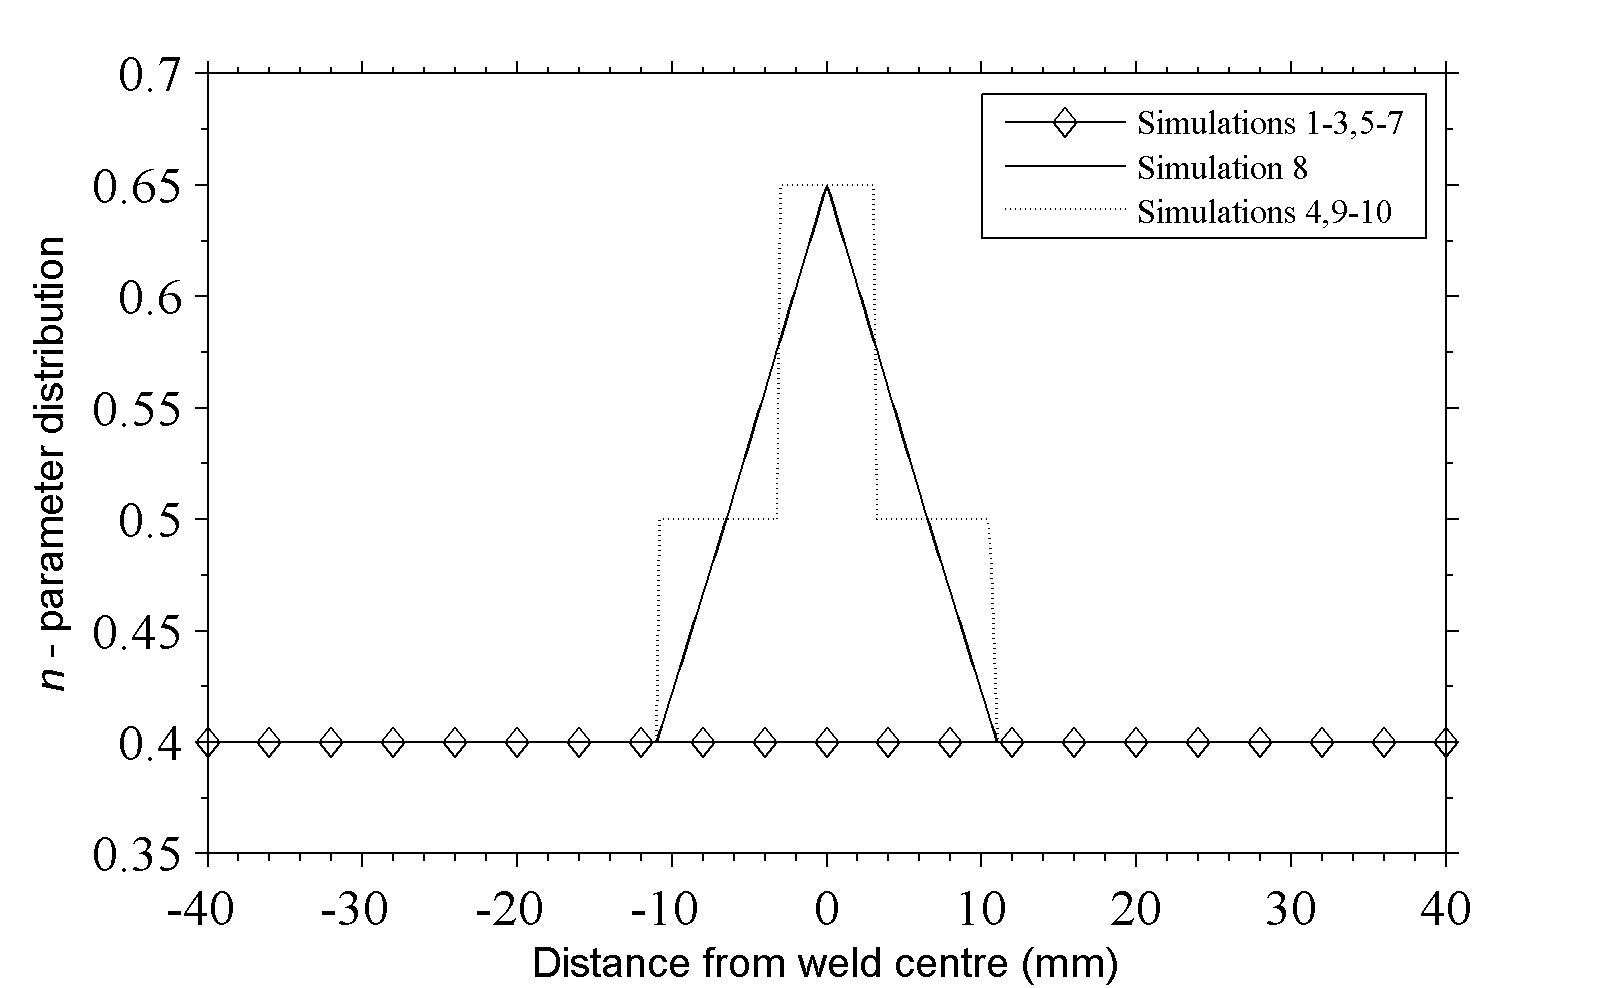 0.7
0.65
0.6
0.55
0.5
0.45
0.4
0.35
n - parameter distribution
Simulations 1-3,5-7
Simulation 8
Simulations 4,9-10
-40 -30 -20 -10 0 10 20 30 40
Distance from weld centre (mm)